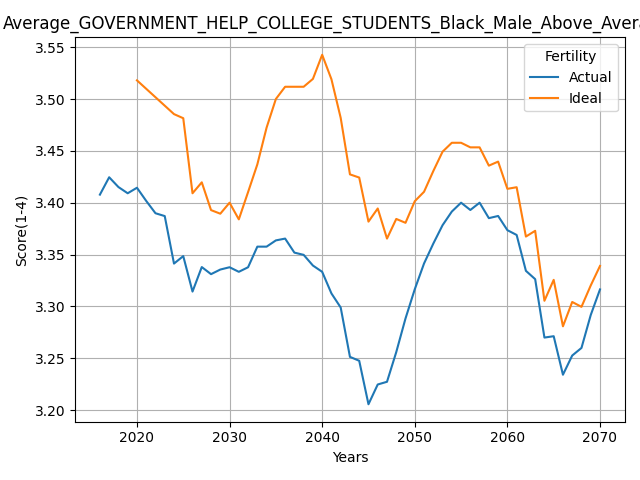 Average_GOVERNMENT_HELP_COLLEGE_STUDENTS_Black_Male_Above_Avera
3.55
3.50
3.45
3.40
3.35
3.30
3.25
3.20
Score(1-4)
Fertility
Actual
Ideal
2020 2030 2040 2050 2060 2070
Years